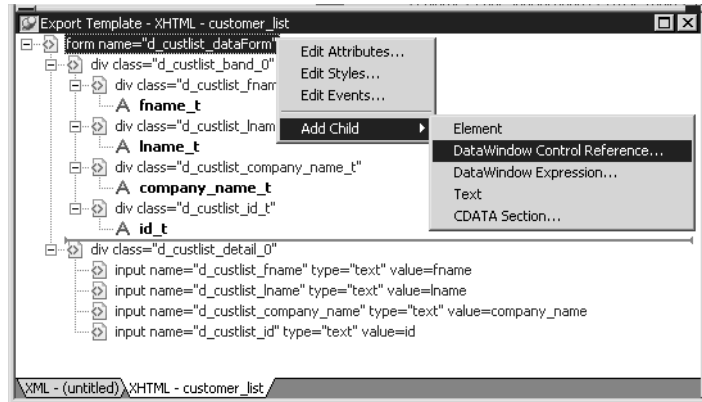 Export Template - XHTML - customer_list
form name="d_custlist_dataForm"
div class="d_custlist_band_0"
div class="d_custlist_fnam
A fname_t
div class="d_custlist_lnam
A lname_t
div class="d_custlist_company_name_t"
A company_name_t
div class="d_custlist_id_t"
A id_t
div class="d_custlist_detail_0"
input name="d_custlist_fname" type="text" value=fname
input name="d_custlist_lname" type="text" value=lname
input name="d_custlist_company_name" type="text" value=company_name
input name="d_custlist_id" type="text" value=id
Edit Attributes...
Edit Styles...
Edit Events...
Add Child
Element
DataWindow Control Reference...
DataWindow Expression...
Text
CDATA Section...
XML - (untitled) XHTML - customer_list